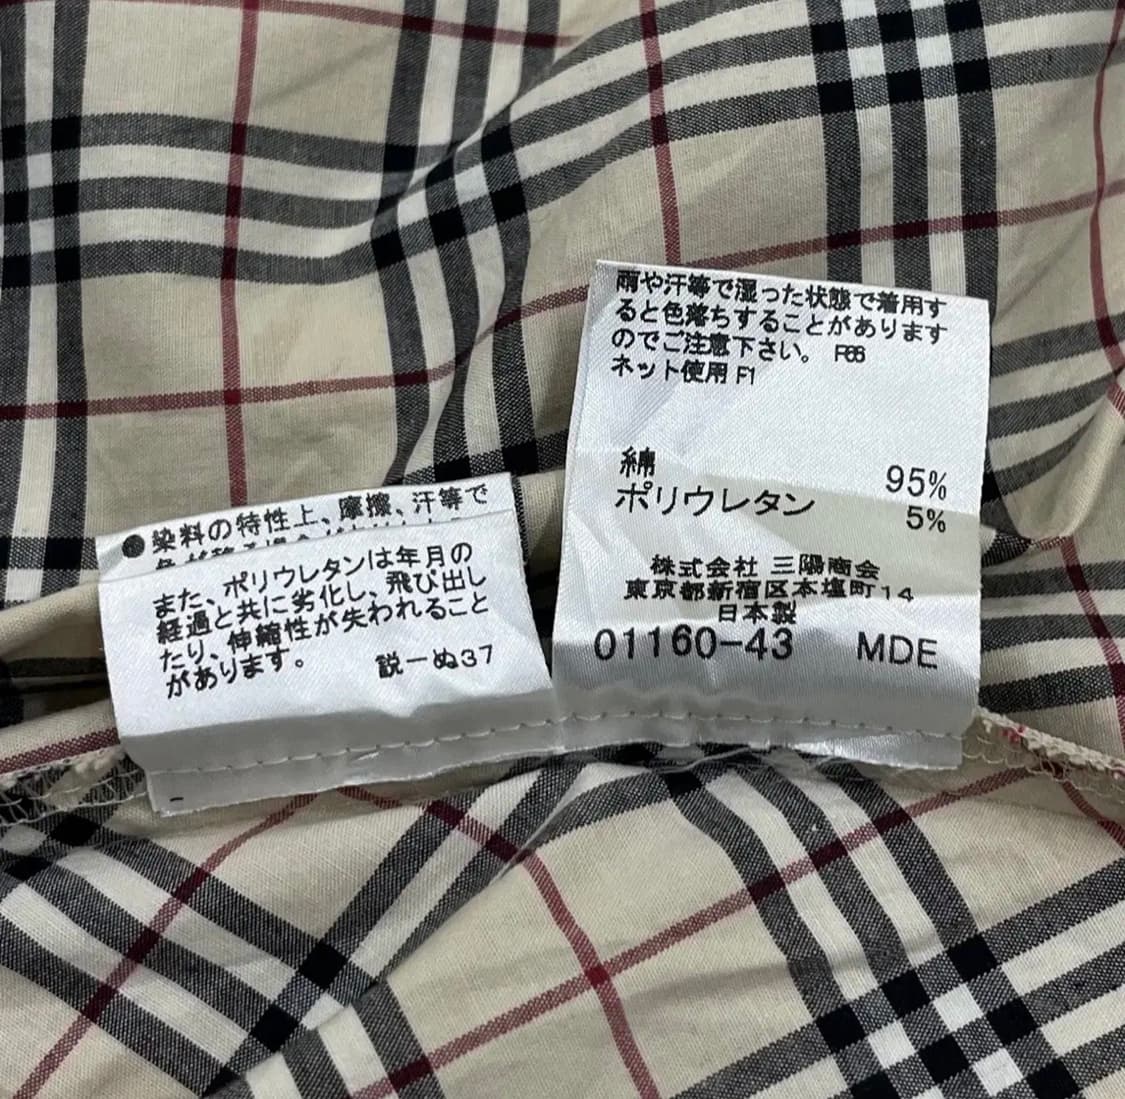 ●染料の特性上、摩擦、汗等で
また、ポリウレタンは年月の
経過と共に劣化し、飛び出し
たり、伸縮性が失われること
があります。 説ーぬ37
雨や汗等で湿った状態で着用す
ると色落ちすることがあります
のでご注意下さい。 F66
ネット使用 F1
綿 95%
ポリウレタン 5%
株式会社 三陽商会
東京都新宿区本塩町14
日本製
01160-43 MDE